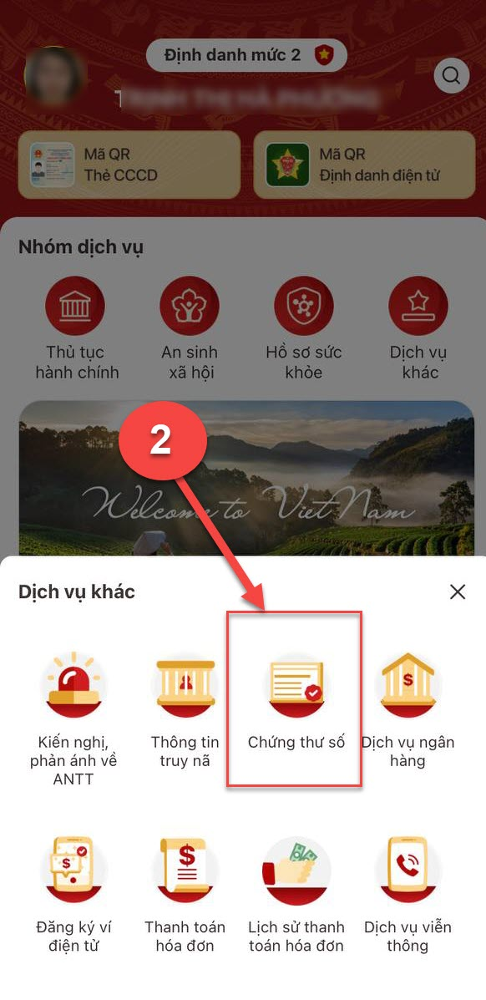 Định danh mức 2
Mã QR
Thẻ CCCD
Mã QR
Định danh điện tử
Nhóm dịch vụ
Thủ tục
hành chính
An sinh
xã hội
Hồ sơ sức
khỏe
Dịch vụ
khác
2
Welcome to VietNam
Dịch vụ khác
Kiến nghị,
phản ánh về
ANTT
Thông tin
truy nã
Chứng thư số
Dịch vụ ngân
hàng
Đăng ký ví
điện tử
Thanh toán
hóa đơn
Lịch sử thanh
toán hóa đơn
Dịch vụ viễn
thông